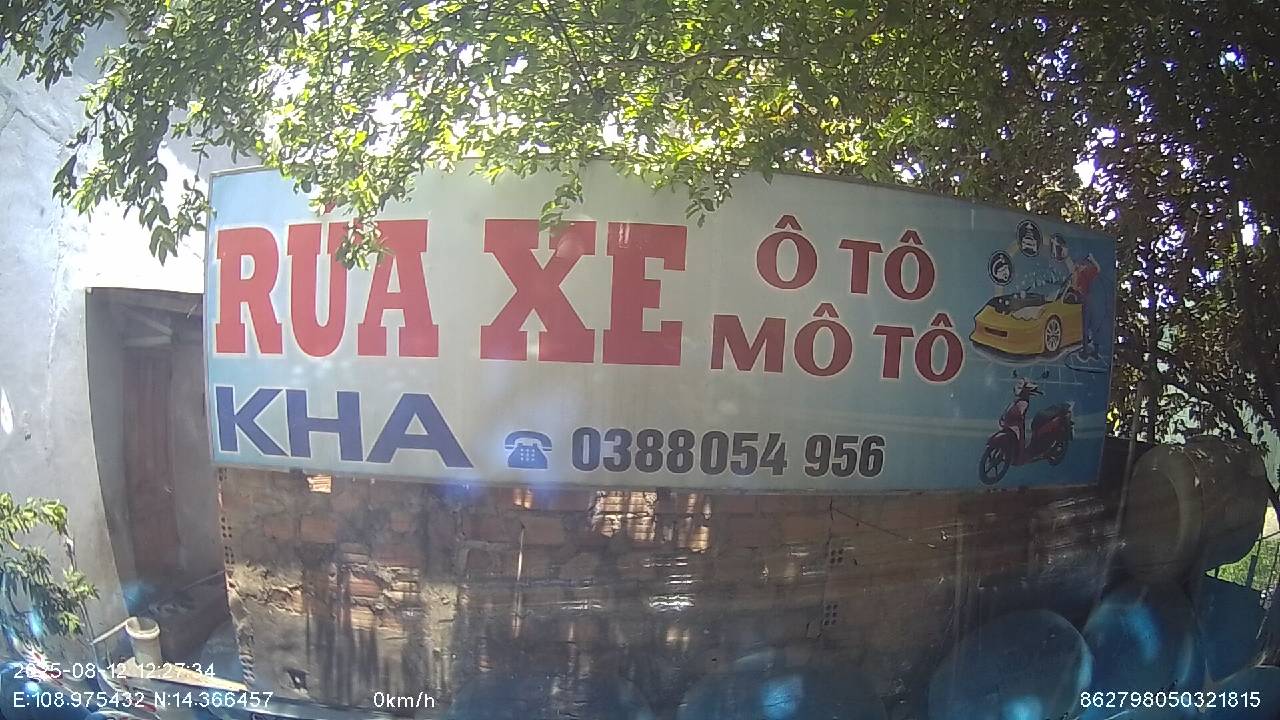 RỬA XE
Ô TÔ
MÔ TÔ
KHA
☎ 0388054 956
2025-08-12 12:27:34
E:108.975432 N:14.366457
0km/h
862798050321815